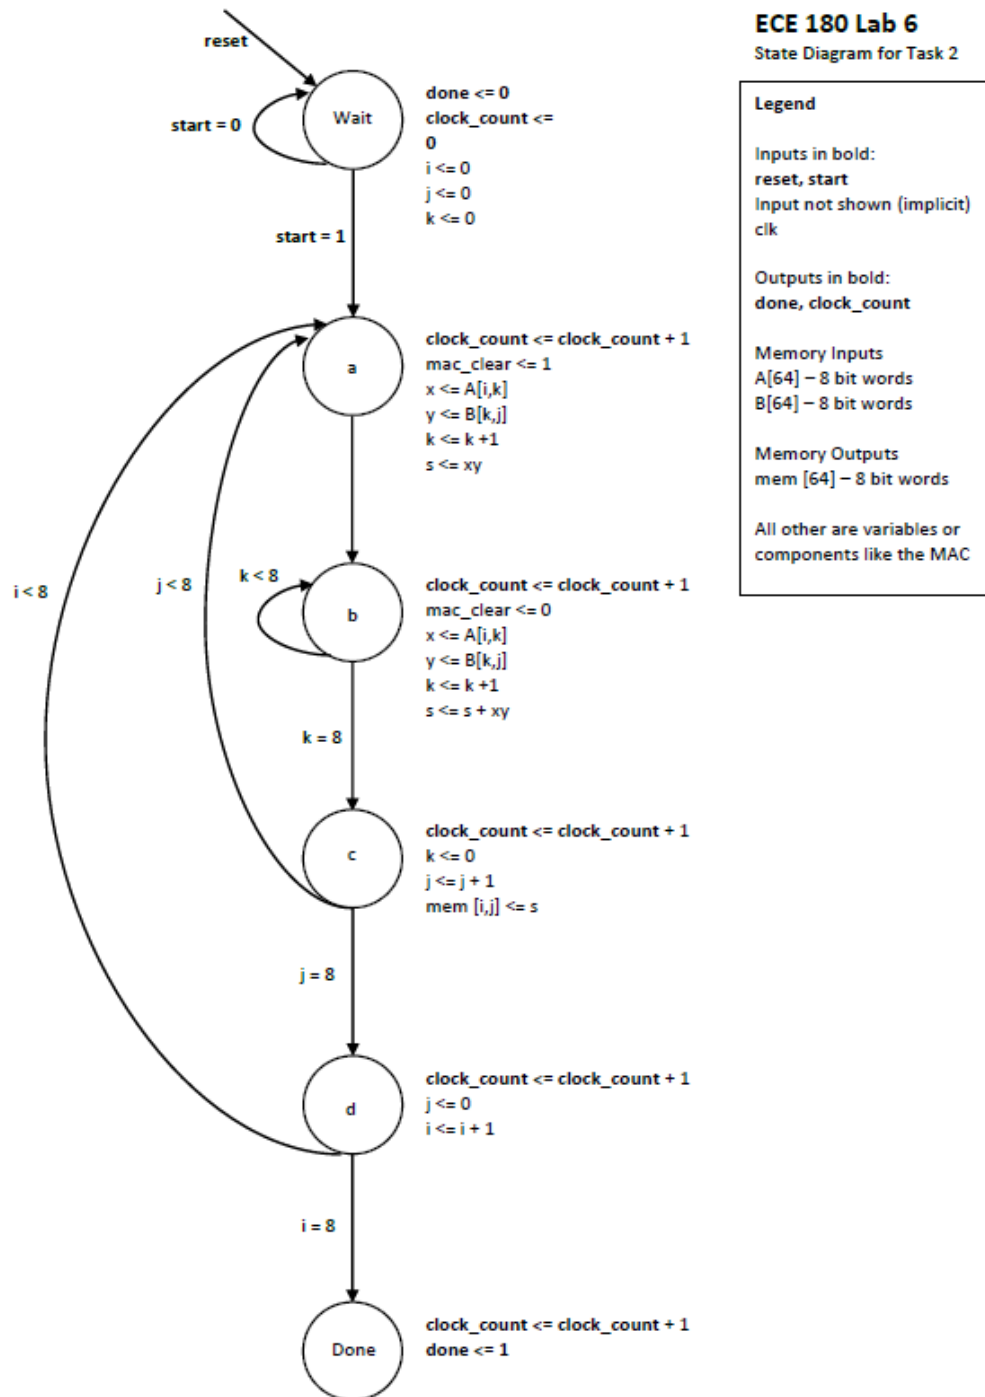 ECE 180 Lab 6
State Diagram for Task 2
Legend
Inputs in bold:
reset, start
Input not shown (implicit)
clk
Outputs in bold:
done, clock_count
Memory Inputs
A[64] – 8 bit words
B[64] – 8 bit words
Memory Outputs
mem [64] – 8 bit words
All other are variables or
components like the MAC
reset
Wait
start = 0
done <= 0
clock_count <=
0
i <= 0
j <= 0
k <= 0
start = 1
a
clock_count <= clock_count + 1
mac_clear <= 1
x <= A[i,k]
y <= B[k,j]
k <= k +1
s <= xy
i < 8
j < 8
k < 8
b
clock_count <= clock_count + 1
mac_clear <= 0
x <= A[i,k]
y <= B[k,j]
k <= k +1
s <= s + xy
k = 8
c
clock_count <= clock_count + 1
k <= 0
j <= j + 1
mem [i,j] <= s
j = 8
d
clock_count <= clock_count + 1
j <= 0
i <= i + 1
i = 8
Done
clock_count <= clock_count + 1
done <= 1